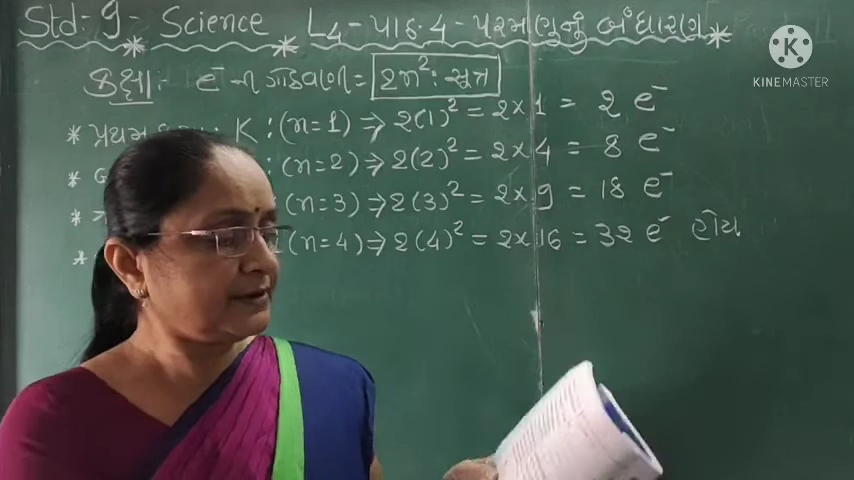 Std: 9 - Science L4 - પાઠ. 4 - પરમાણુનું બંધારણ
K
KINEMASTER
કક્ષા: e⁻ ની ગોઠવણી = 2n² : સૂત્ર
* પ્રથમ K : (n=1) ⇒ 2(1)² = 2×1 = 2 e⁻
* (n=2) ⇒ 2(2)² = 2×4 = 8 e⁻
* (n=3) ⇒ 2(3)² = 2×9 = 18 e⁻
* (n=4) ⇒ 2(4)² = 2×16 = 32 e⁻ હોય